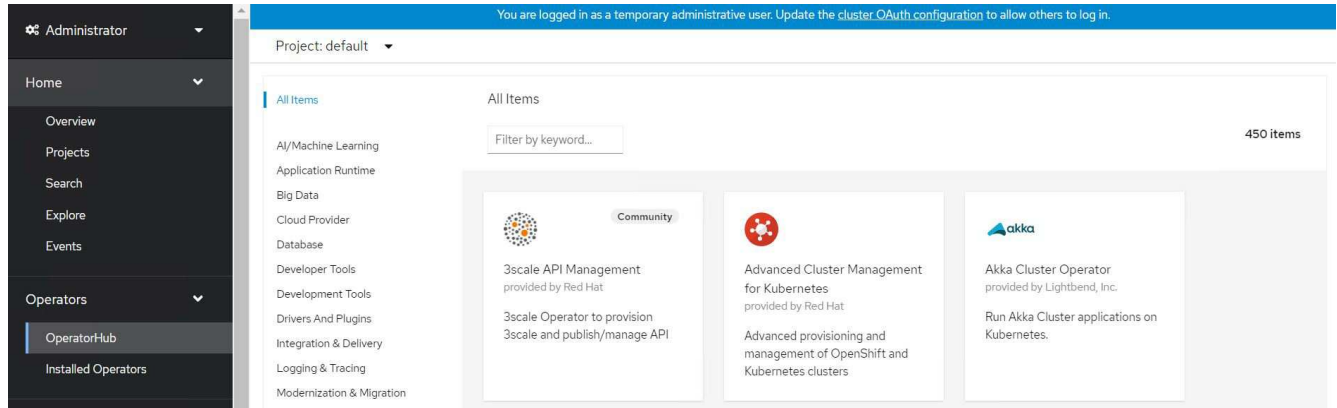 You are logged in as a temporary administrative user. Update the cluster OAuth configuration to allow others to log in.
Administrator
Home
Overview
Projects
Search
Explore
Events
Operators
OperatorHub
Installed Operators
Project: default
All Items
AI/Machine Learning
Application Runtime
Big Data
Cloud Provider
Database
Developer Tools
Development Tools
Drivers And Plugins
Integration & Delivery
Logging & Tracing
Modernization & Migration
All Items
Filter by keyword...
450 items
Community
3scale API Management
provided by Red Hat
3scale Operator to provision
3scale and publish/manage API
Advanced Cluster Management
for Kubernetes
provided by Red Hat
Advanced provisioning and
management of OpenShift and
Kubernetes clusters
akka
Akka Cluster Operator
provided by Lightbend, Inc.
Run Akka Cluster applications on
Kubernetes.